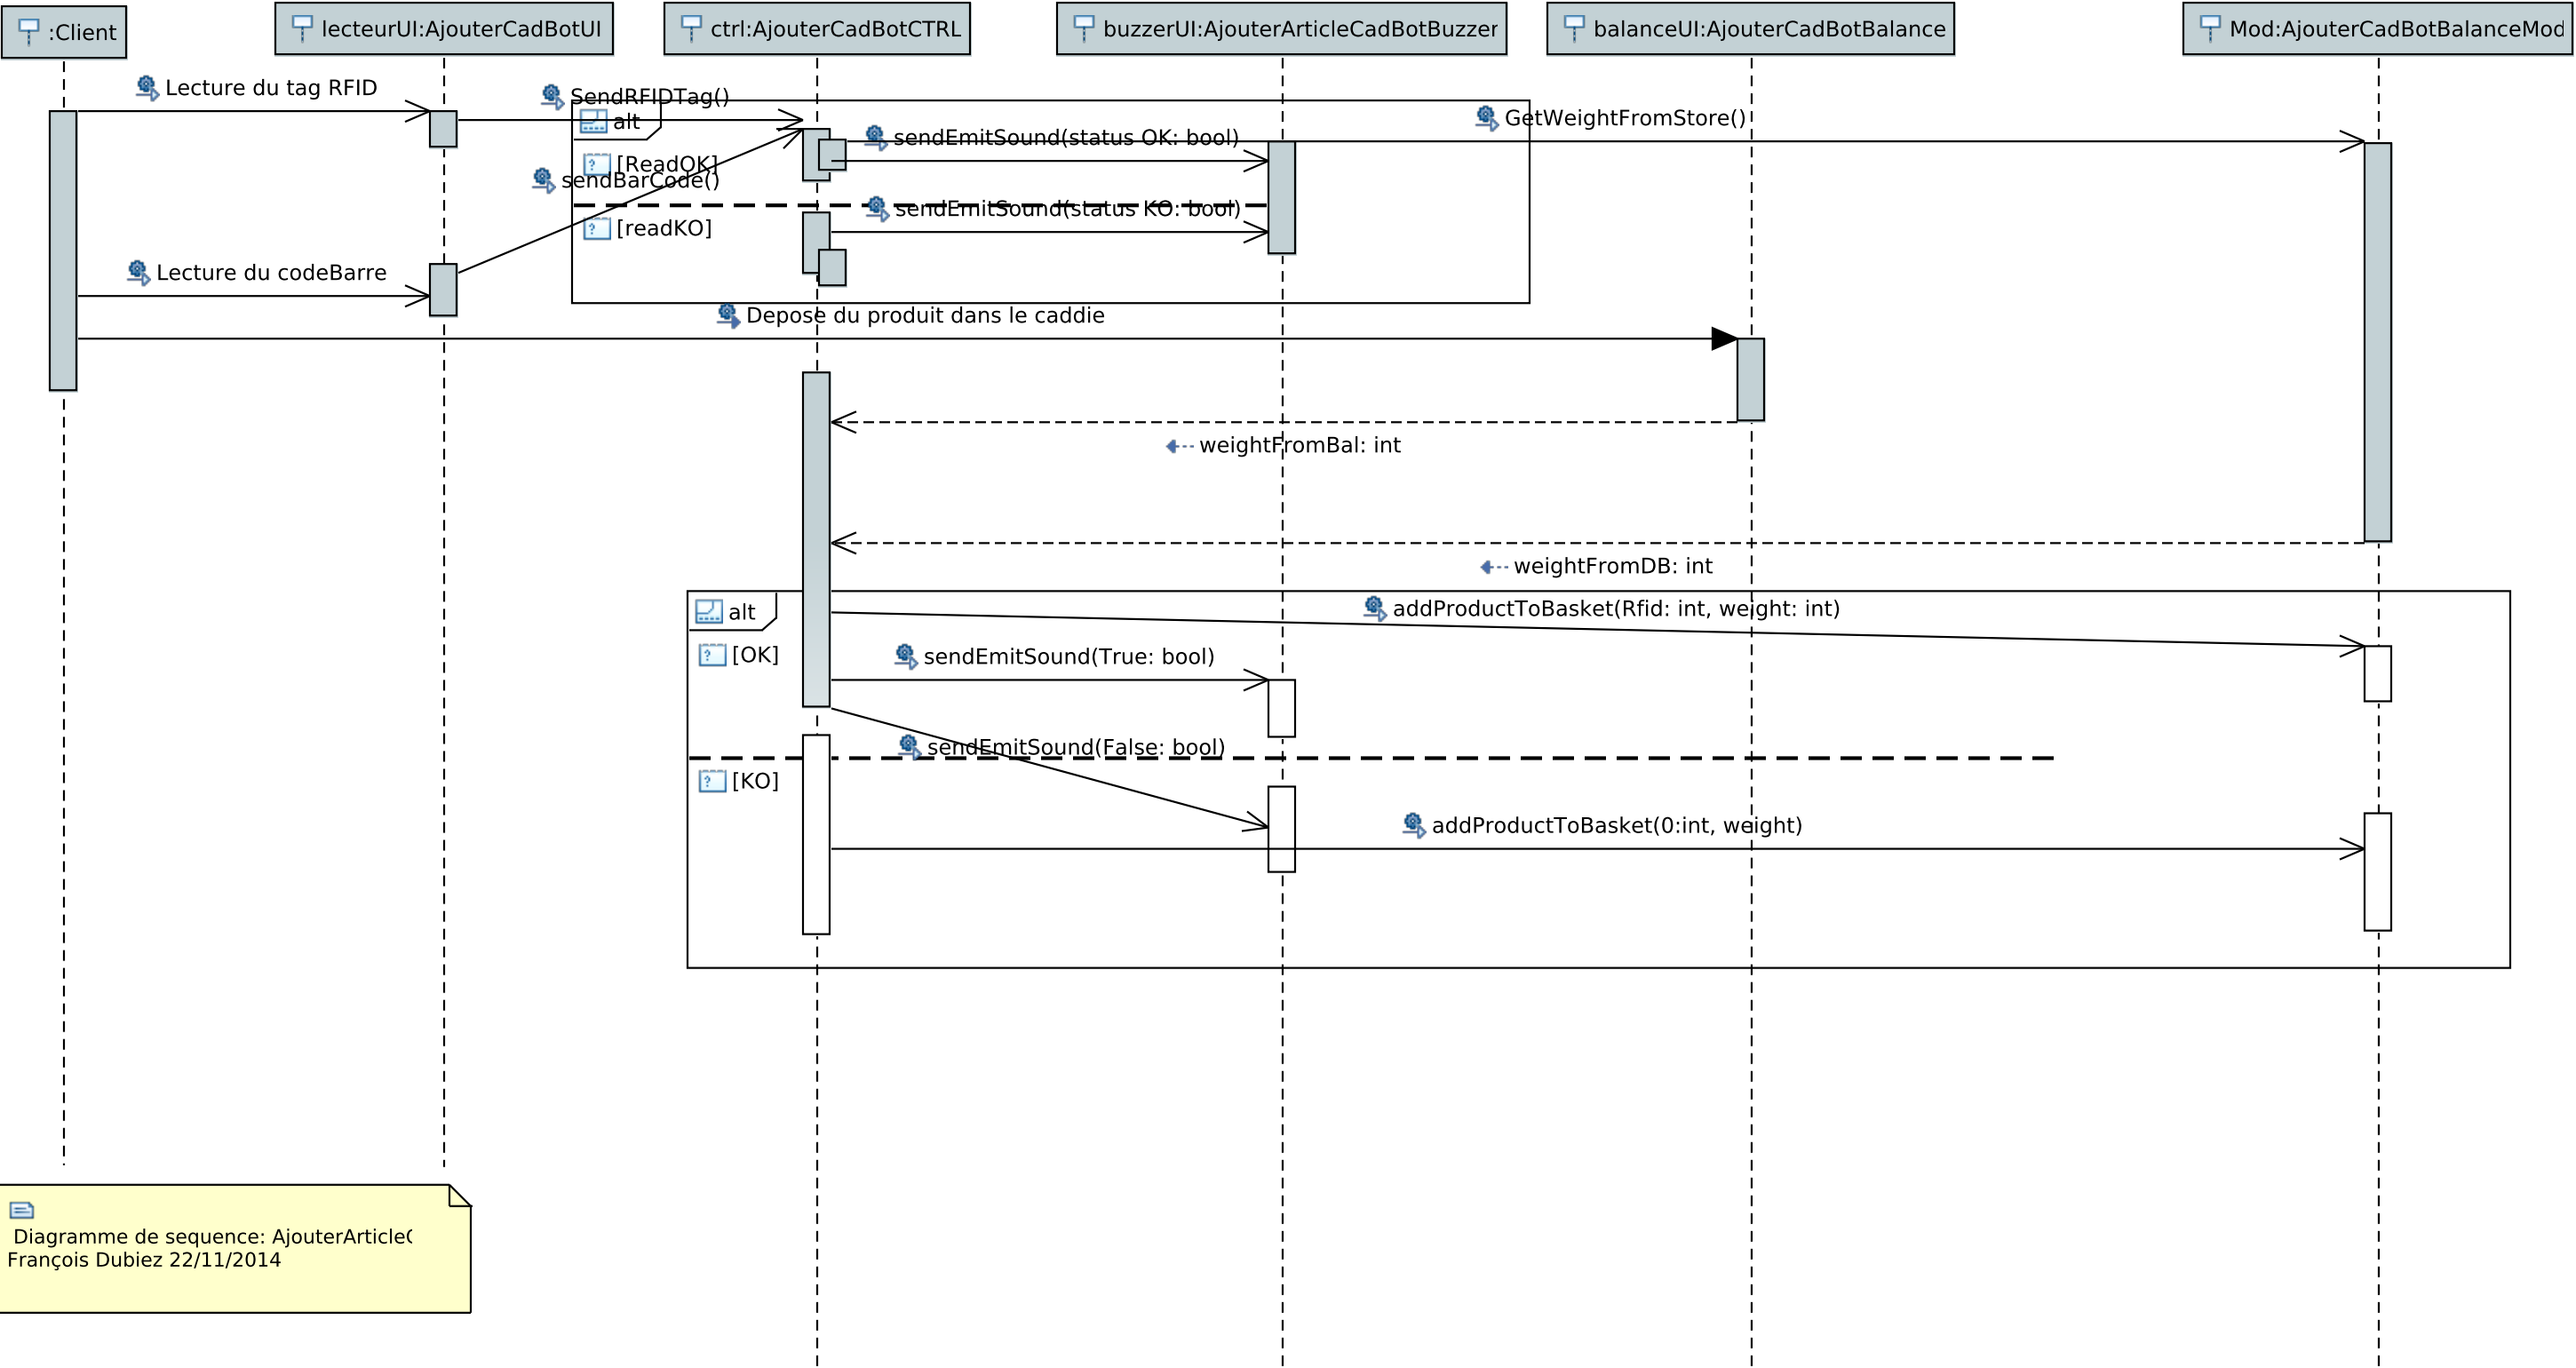 :Client
lecteurUI:AjouterCadBotUI
ctrl:AjouterCadBotCTRL
buzzerUI:AjouterArticleCadBotBuzzer
balanceUI:AjouterCadBotBalance
Mod:AjouterCadBotBalanceMod
Lecture du tag RFID
SendRFIDTag()
alt
GetWeightFromStore()
sendEmitSound(status OK: bool)
[ReadOK]
sendBarCode()
sendEmitSound(status KO: bool)
[readKO]
Lecture du codeBarre
Depose du produit dans le caddie
weightFromBal: int
weightFromDB: int
alt
addProductToBasket(Rfid: int, weight: int)
[OK]
sendEmitSound(True: bool)
sendEmitSound(False: bool)
[KO]
addProductToBasket(0:int, weight)
Diagramme de sequence: AjouterArticle
François Dubiez 22/11/2014